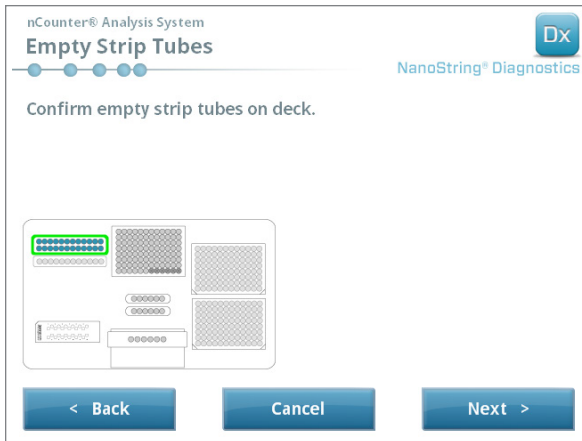 nCounter® Analysis System
Empty Strip Tubes
Dx
NanoString® Diagnostics
Confirm empty strip tubes on deck.
< Back
Cancel
Next >